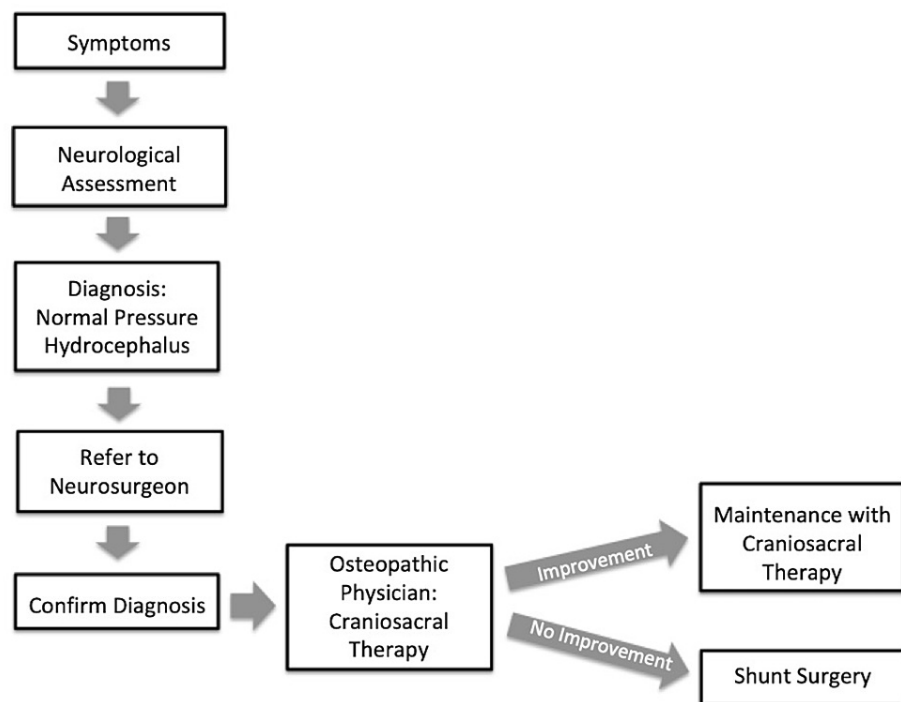 Symptoms
Neurological
Assessment
Diagnosis:
Normal Pressure
Hydrocephalus
Refer to
Neurosurgeon
Confirm Diagnosis
Osteopathic
Physician:
Craniosacral
Therapy
Improvement
No Improvement
Maintenance with
Craniosacral
Therapy
Shunt Surgery